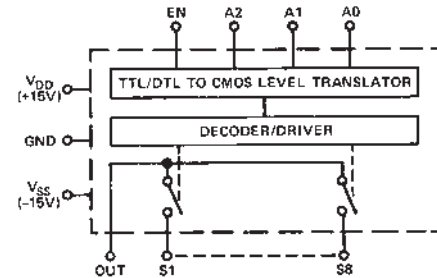 EN A2 A1 A0
VDD
(+15V)
TTL/DTL TO CMOS LEVEL TRANSLATOR
GND
DECODER/DRIVER
VSS
(–15V)
OUT S1 S8